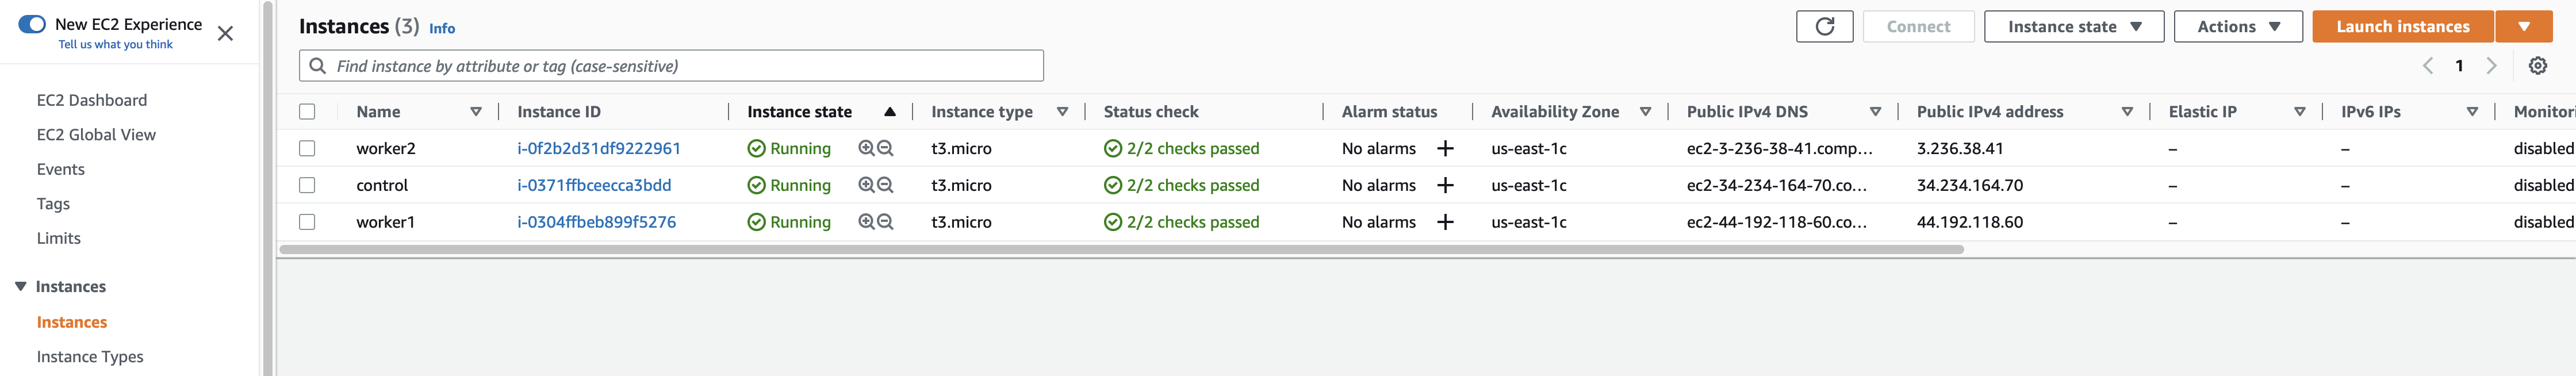 New EC2 Experience
Tell us what you think
EC2 Dashboard
EC2 Global View
Events
Tags
Limits
Instances
Instances
Instance Types
Instances (3) Info
Connect Instance state Actions Launch instances
Find instance by attribute or tag (case-sensitive)
1
Name Instance ID Instance state Instance type Status check Alarm status Availability Zone Public IPv4 DNS Public IPv4 address Elastic IP IPv6 IPs Monitori
worker2 i-0f2b2d31df9222961 Running t3.micro 2/2 checks passed No alarms + us-east-1c ec2-3-236-38-41.comp... 3.236.38.41 – – disabled
control i-0371ffbceecca3bdd Running t3.micro 2/2 checks passed No alarms + us-east-1c ec2-34-234-164-70.co... 34.234.164.70 – – disabled
worker1 i-0304ffbeb899f5276 Running t3.micro 2/2 checks passed No alarms + us-east-1c ec2-44-192-118-60.co... 44.192.118.60 – – disabled